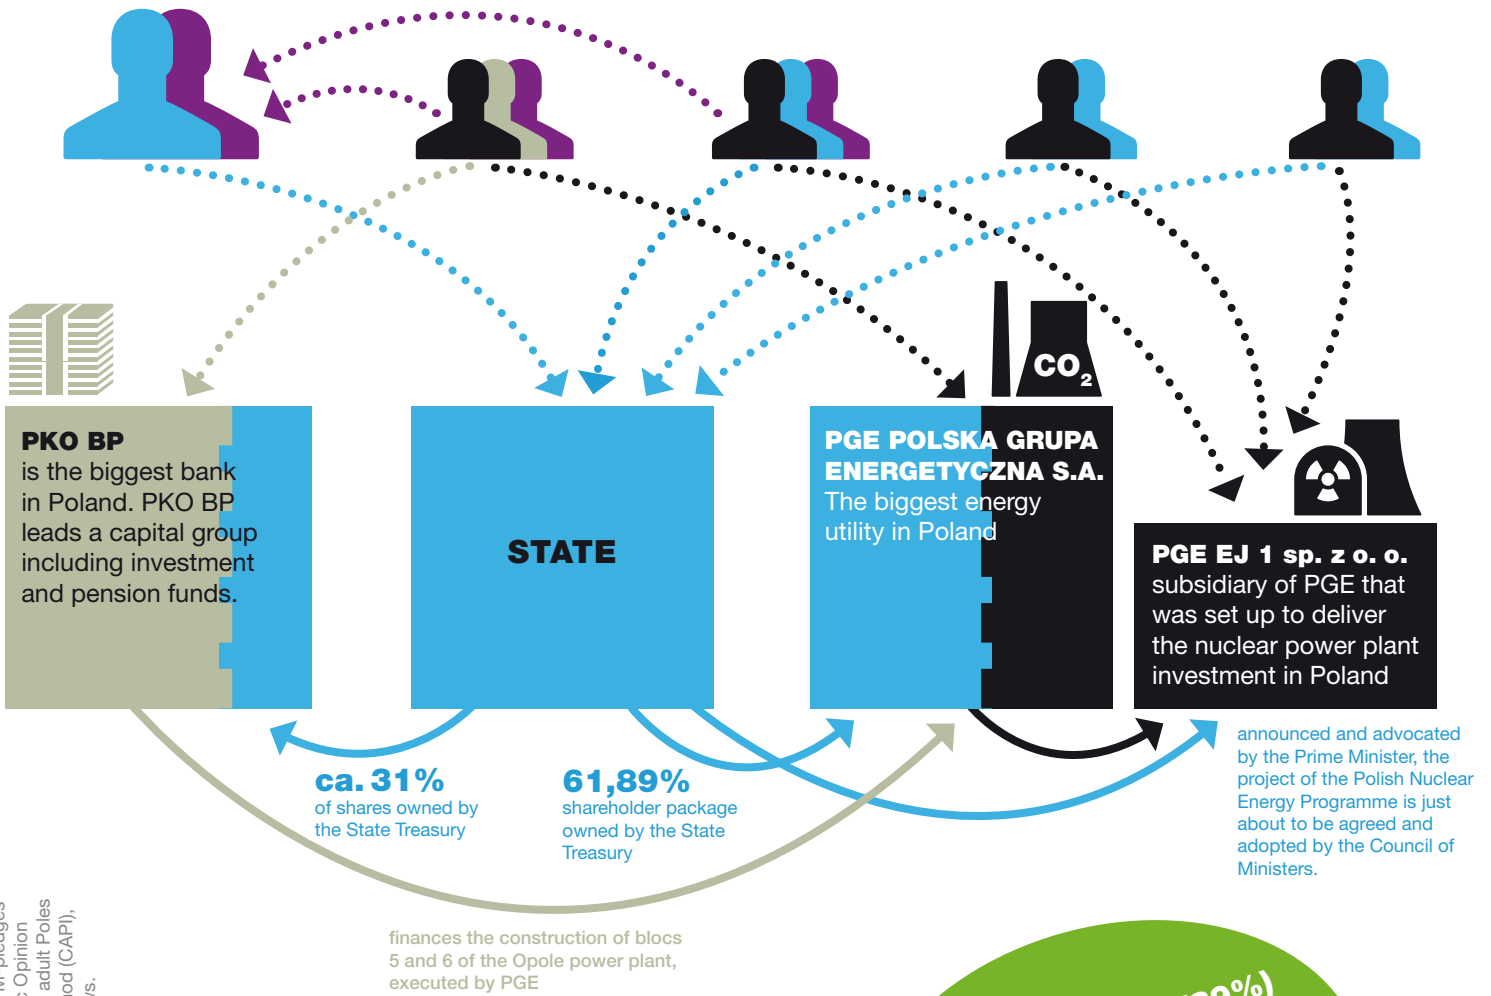 CO2
PKO BP
is the biggest bank
in Poland. PKO BP
leads a capital group
including investment
and pension funds.
STATE
PGE POLSKA GRUPA
ENERGETYCZNA S.A.
The biggest energy
utility in Poland
PGE EJ 1 sp. z o. o.
subsidiary of PGE that
was set up to deliver
the nuclear power plant
investment in Poland
ca. 31%
of shares owned by
the State Treasury
61,89%
shareholder package
owned by the State
Treasury
announced and advocated
by the Prime Minister, the
project of the Polish Nuclear
Energy Programme is just
about to be agreed and
adopted by the Council of
Ministers.
finances the construction of blocs
5 and 6 of the Opole power plant,
executed by PGE
Opinion
adult Poles
(CAPI),